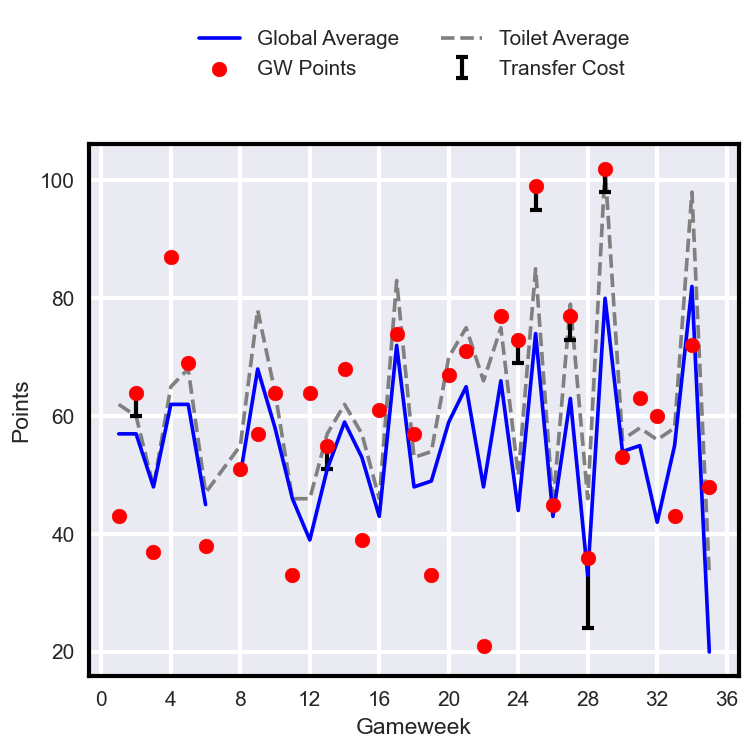 Global Average
GW Points
Toilet Average
Transfer Cost
100
80
60
40
20
Points
0 4 8 12 16 20 24 28 32 36
Gameweek